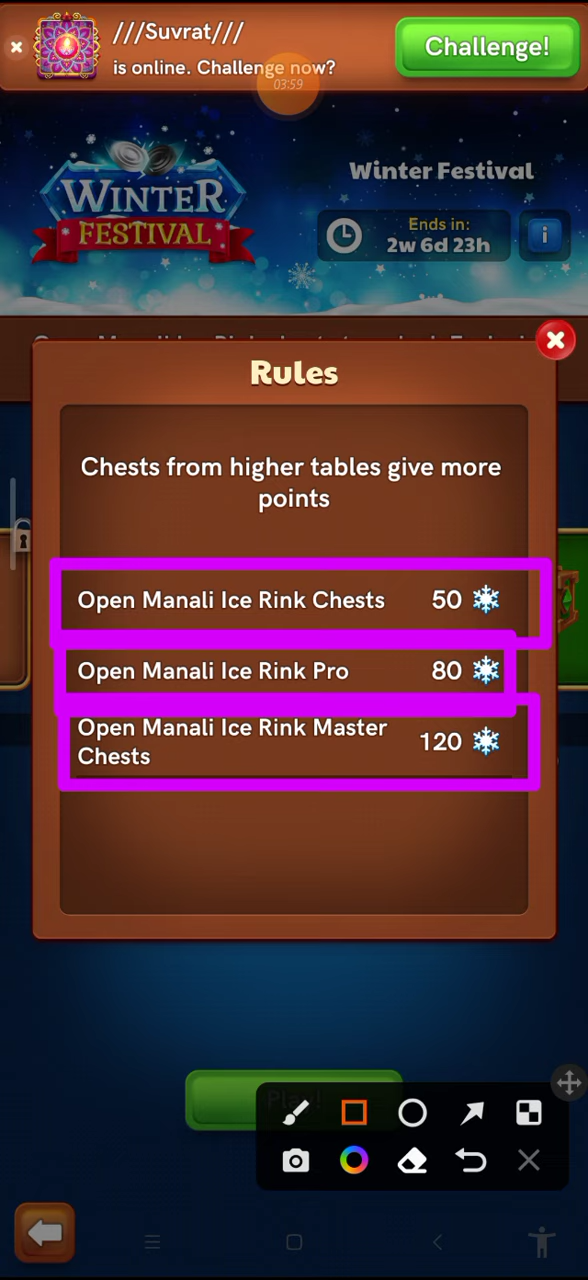 ///Suvrat///
is online. Challenge now?
Challenge!
03:59
WINTER
FESTIVAL
Winter Festival
Ends in:
2w 6d 23h
i
Rules
Chests from higher tables give more
points
Open Manali Ice Rink Chests 50
Open Manali Ice Rink Pro 80
Open Manali Ice Rink Master
Chests 120